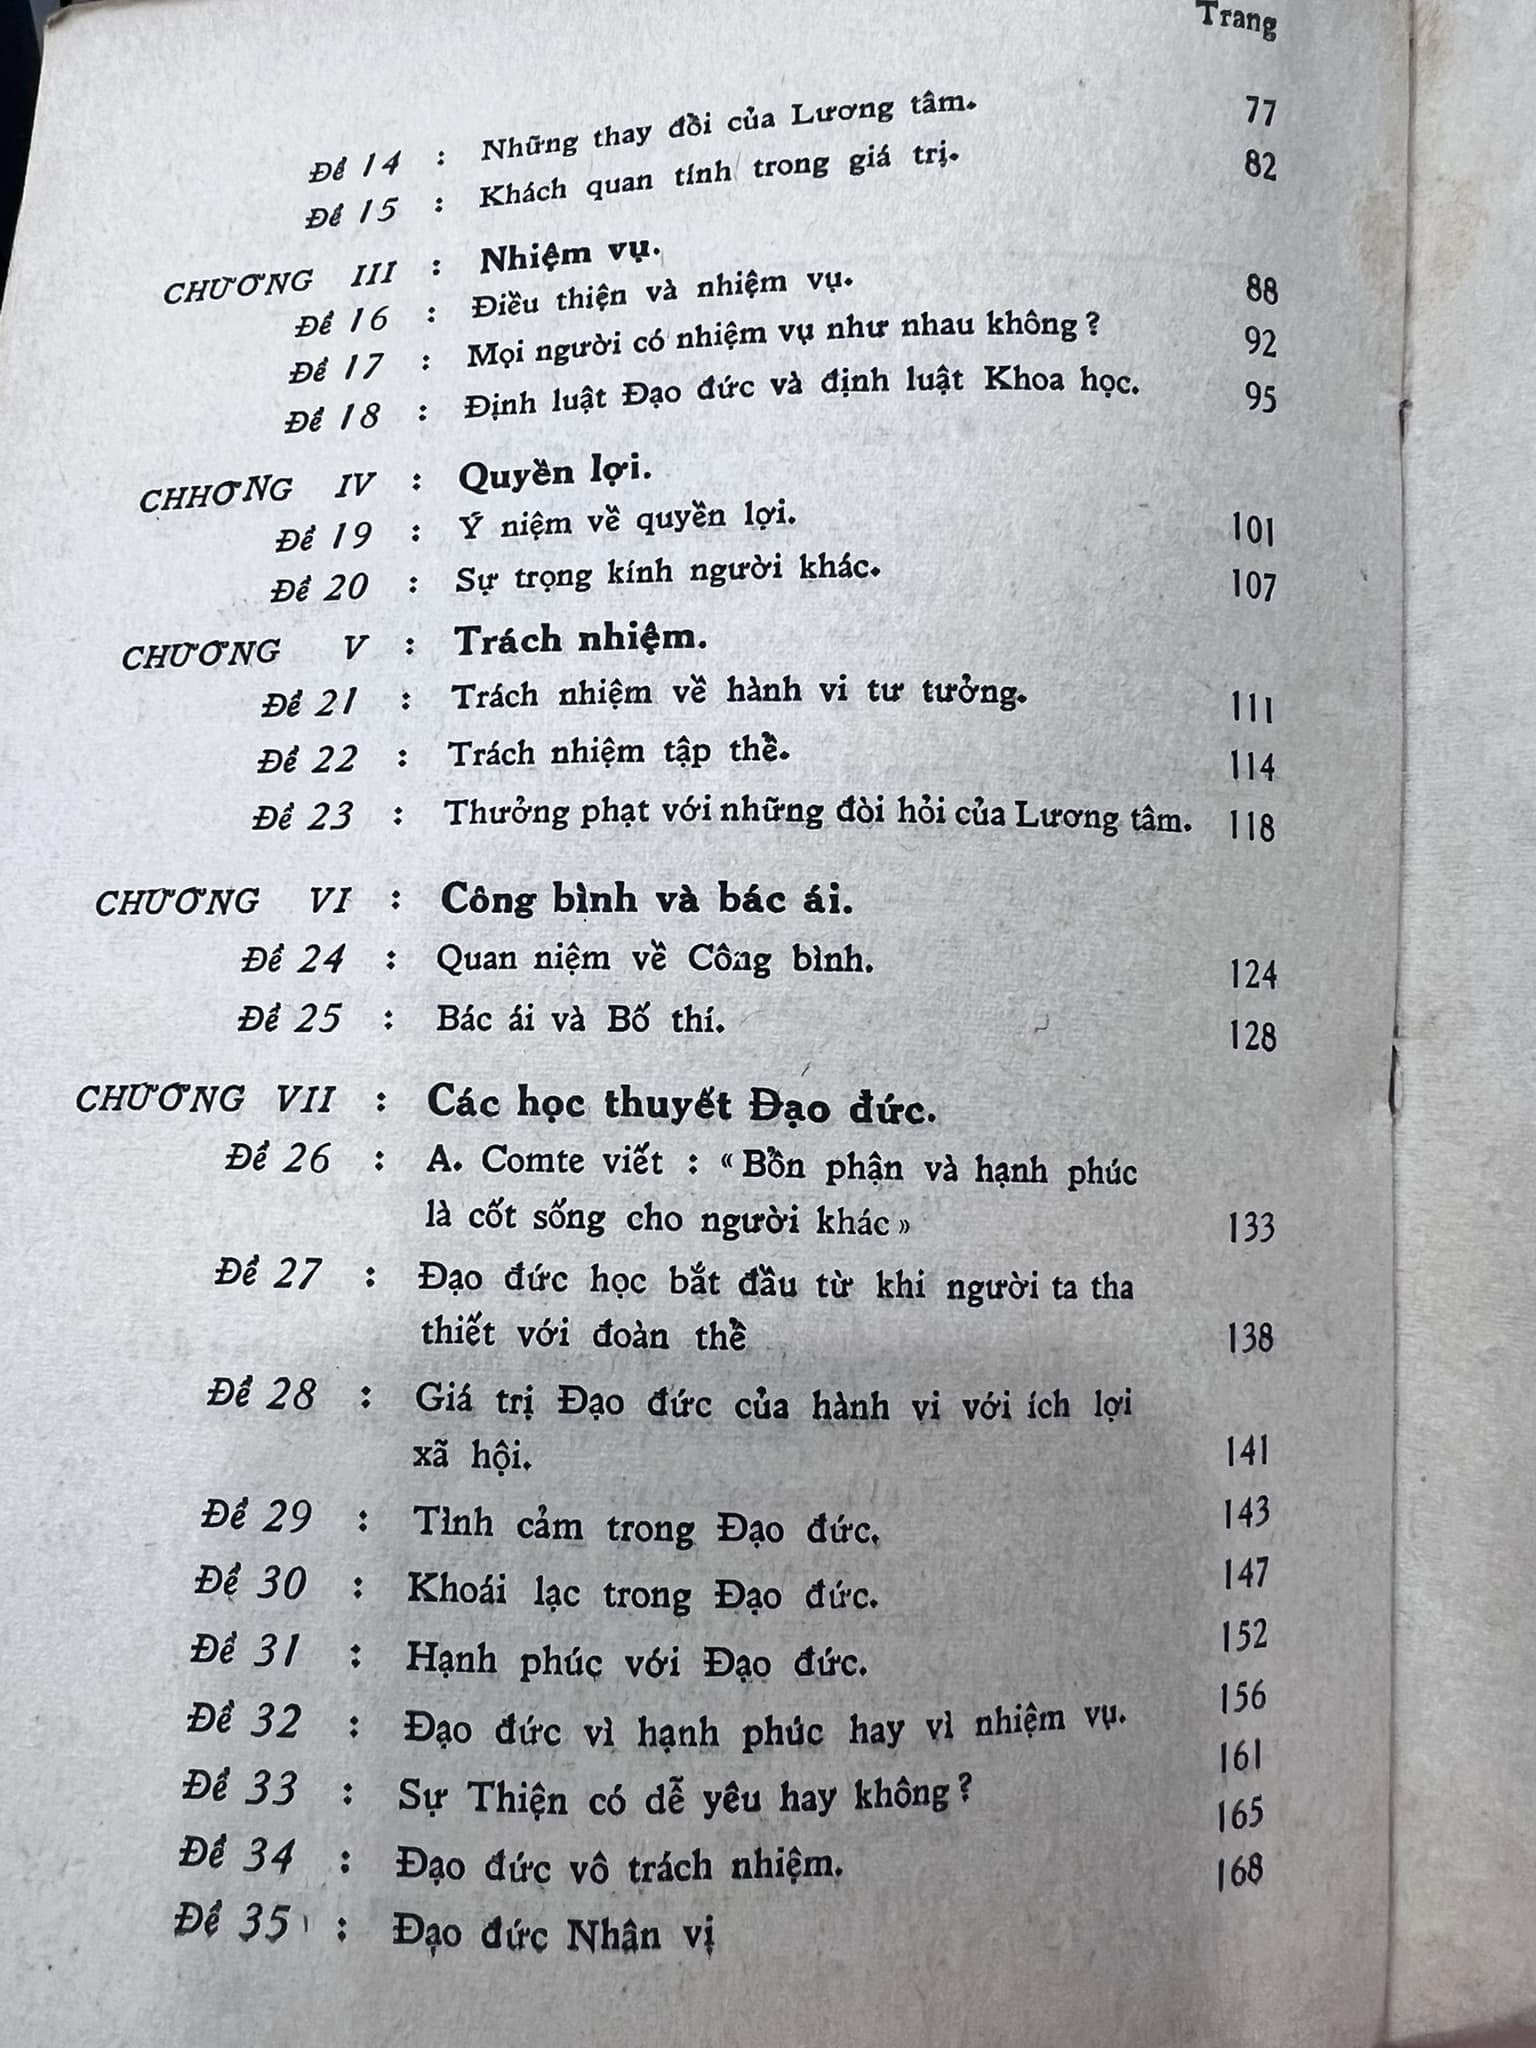 Trang
Đề 14 : Những thay đổi của Lương tâm. 77
Đề 15 : Khách quan tính trong giá trị. 82
CHƯƠNG III : Nhiệm vụ.
Đề 16 : Điều thiện và nhiệm vụ. 88
Đề 17 : Mọi người có nhiệm vụ như nhau không ? 92
Đề 18 : Định luật Đạo đức và định luật Khoa học. 95
CHHƠNG IV : Quyền lợi.
Đề 19 : Ý niệm về quyền lợi. 101
Đề 20 : Sự trọng kính người khác. 107
CHƯƠNG V : Trách nhiệm.
Đề 21 : Trách nhiệm về hành vi tư tưởng. 111
Đề 22 : Trách nhiệm tập thể. 114
Đề 23 : Thưởng phạt với những đòi hỏi của Lương tâm. 118
CHƯƠNG VI : Công bình và bác ái.
Đề 24 : Quan niệm về Công bình. 124
Đề 25 : Bác ái và Bố thí. 128
CHƯƠNG VII : Các học thuyết Đạo đức.
Đề 26 : A. Comte viết : « Bổn phận và hạnh phúc
là cốt sống cho người khác » 133
Đề 27 : Đạo đức học bắt đầu từ khi người ta tha
thiết với đoàn thể 138
Đề 28 : Giá trị Đạo đức của hành vi với ích lợi
xã hội. 141
Đề 29 : Tình cảm trong Đạo đức. 143
Đề 30 : Khoái lạc trong Đạo đức. 147
Đề 31 : Hạnh phúc với Đạo đức. 152
Đề 32 : Đạo đức vì hạnh phúc hay vì nhiệm vụ. 156
Đề 33 : Sự Thiện có dễ yêu hay không ? 161
Đề 34 : Đạo đức vô trách nhiệm. 165
Đề 35 : Đạo đức Nhân vị 168